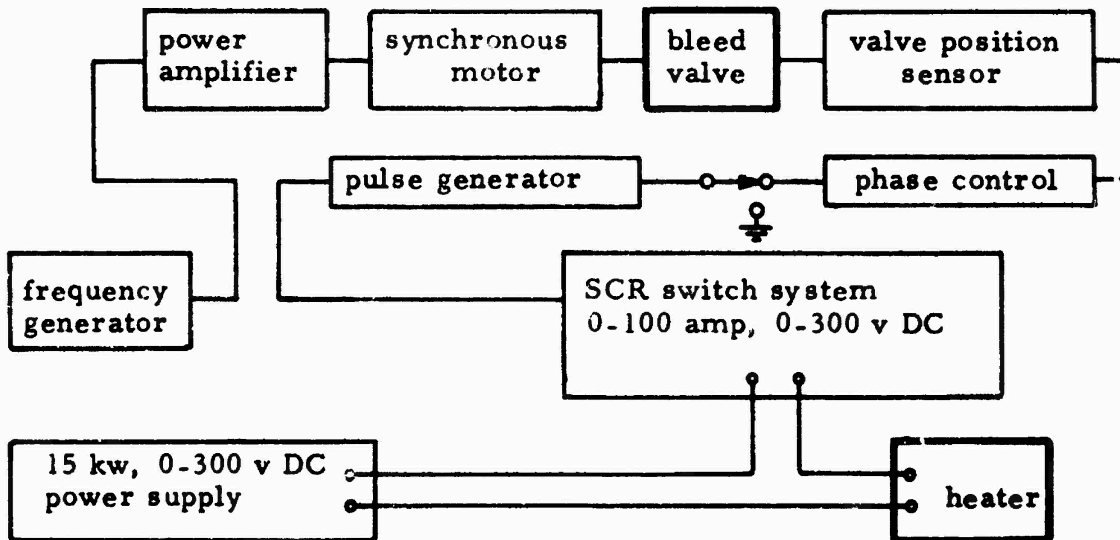 power
amplifier
synchronous
motor
bleed
valve
valve position
sensor
pulse generator
phase control
frequency
generator
SCR switch system
0-100 amp, 0-300 v DC
15 kw, 0-300 v DC
power supply
heater